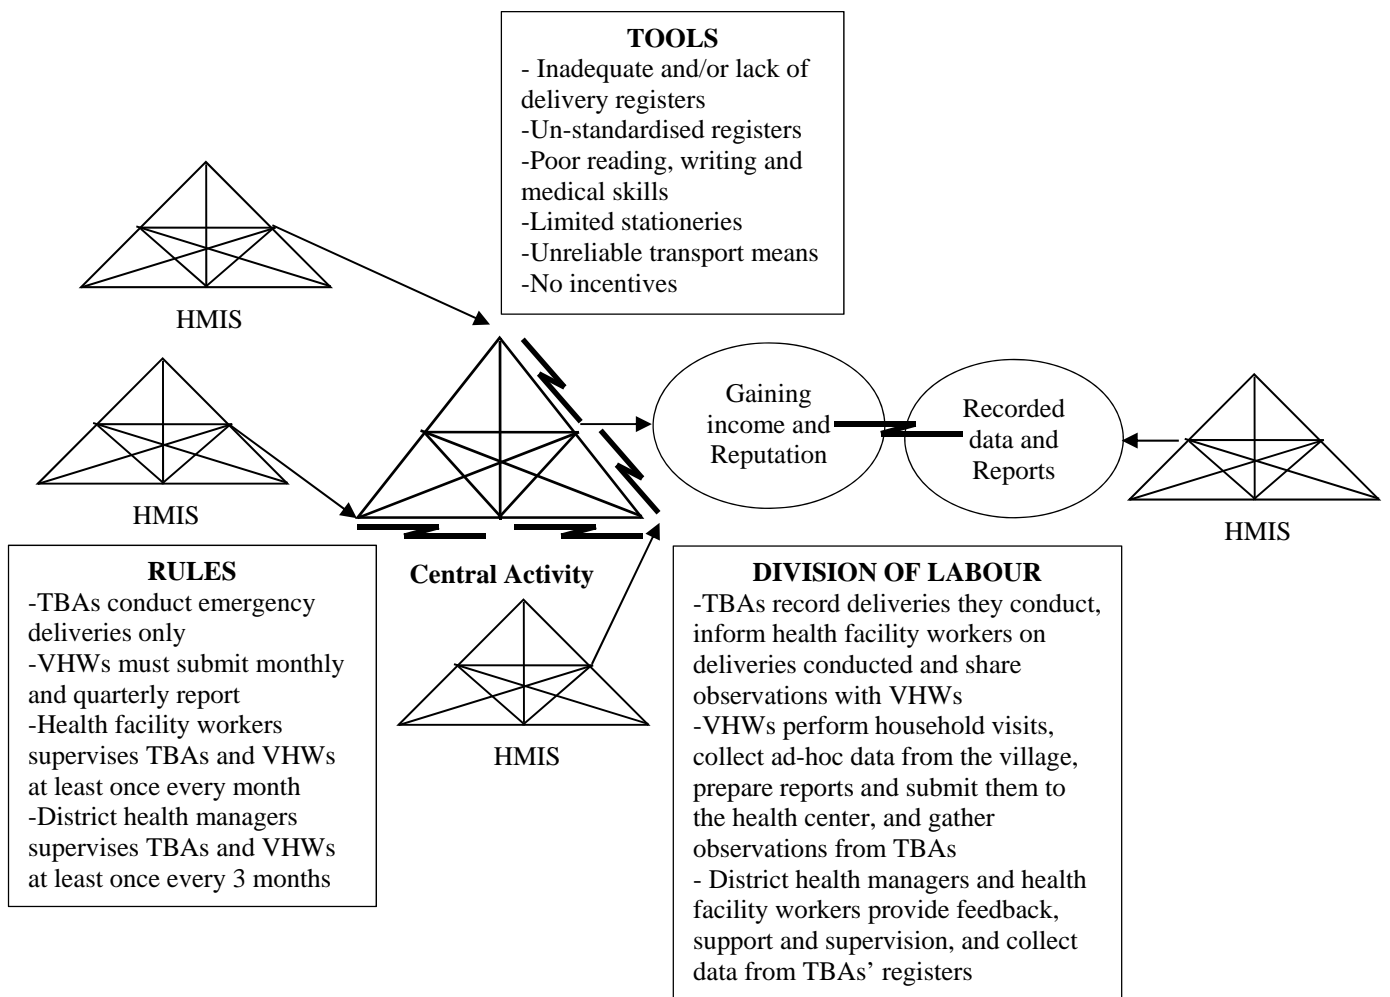 TOOLS
- Inadequate and/or lack of
delivery registers
-Un-standardised registers
-Poor reading, writing and
medical skills
-Limited stationeries
-Unreliable transport means
-No incentives
HMIS
HMIS
Gaining
income and
Reputation
Recorded
data and
Reports
HMIS
Central Activity
HMIS
RULES
-TBAs conduct emergency
deliveries only
-VHWs must submit monthly
and quarterly report
-Health facility workers
supervises TBAs and VHWs
at least once every month
-District health managers
supervises TBAs and VHWs
at least once every 3 months
DIVISION OF LABOUR
-TBAs record deliveries they conduct,
inform health facility workers on
deliveries conducted and share
observations with VHWs
-VHWs perform household visits,
collect ad-hoc data from the village,
prepare reports and submit them to
the health center, and gather
observations from TBAs
- District health managers and health
facility workers provide feedback,
support and supervision, and collect
data from TBAs’ registers